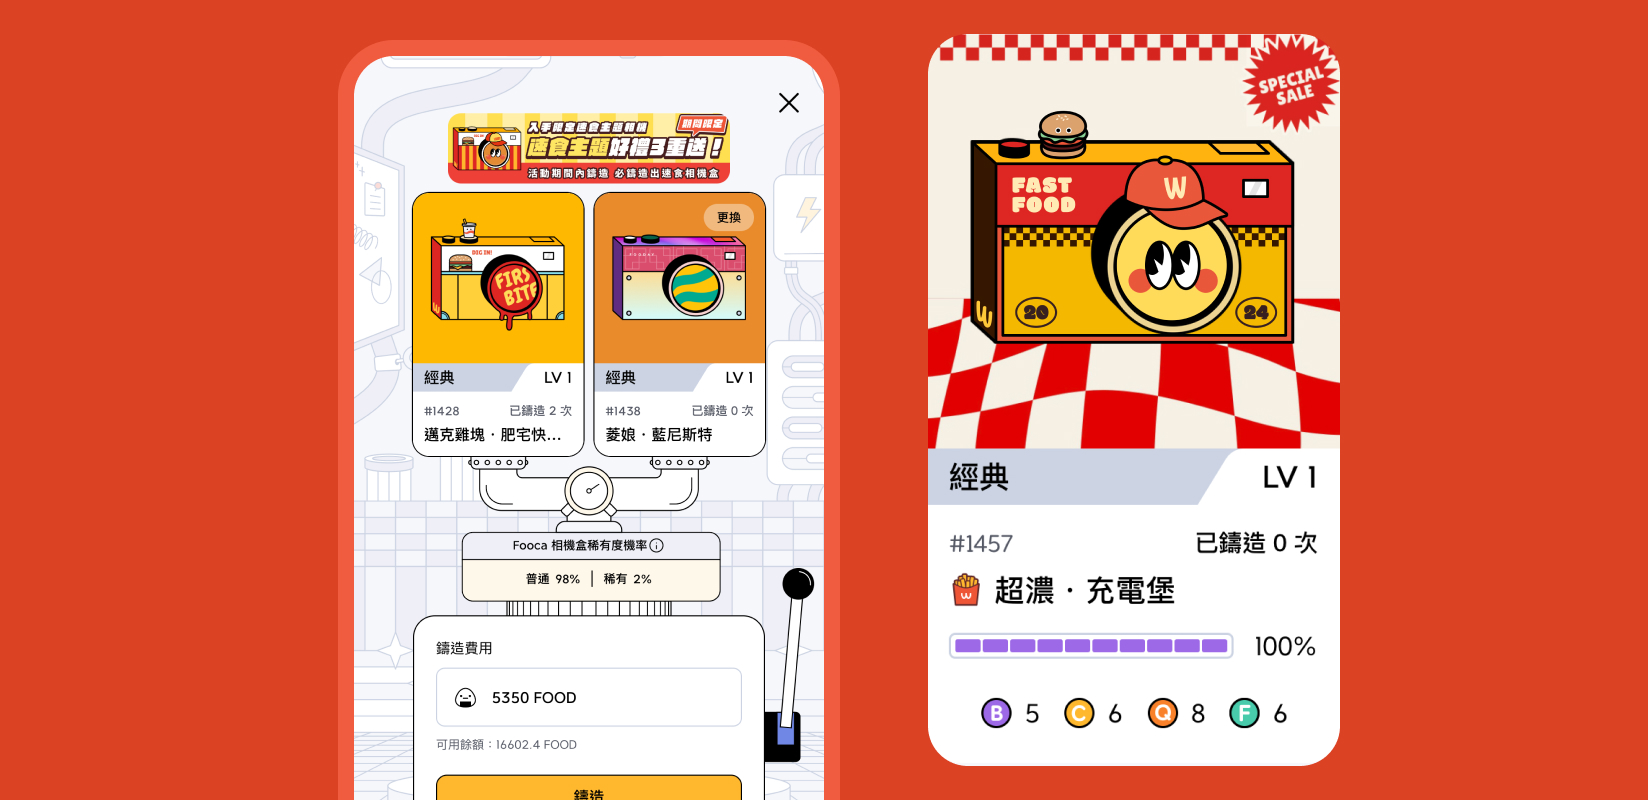 入手限定速食主題相機
期間限定
速食主題好禮3重送！
活動期間內鑄造 必鑄造出速食相機盒
DIG IN!
FIRS
BITE
W
經典
LV 1
#1428
已鑄造 2 次
邁克雞塊・肥宅快...
更換
FOOCA
經典
LV 1
#1438
已鑄造 0 次
菱娘・藍尼斯特
Fooca 相機盒稀有度機率
普通 98% | 稀有 2%
鑄造費用
5350 FOOD
可用餘額：16602.4 FOOD
鑄造
SPECIAL
SALE
FAST
FOOD
W
W
20
24
經典
LV 1
#1457
已鑄造 0 次
超濃・充電堡
100%
B 5 C 6 Q 8 F 6